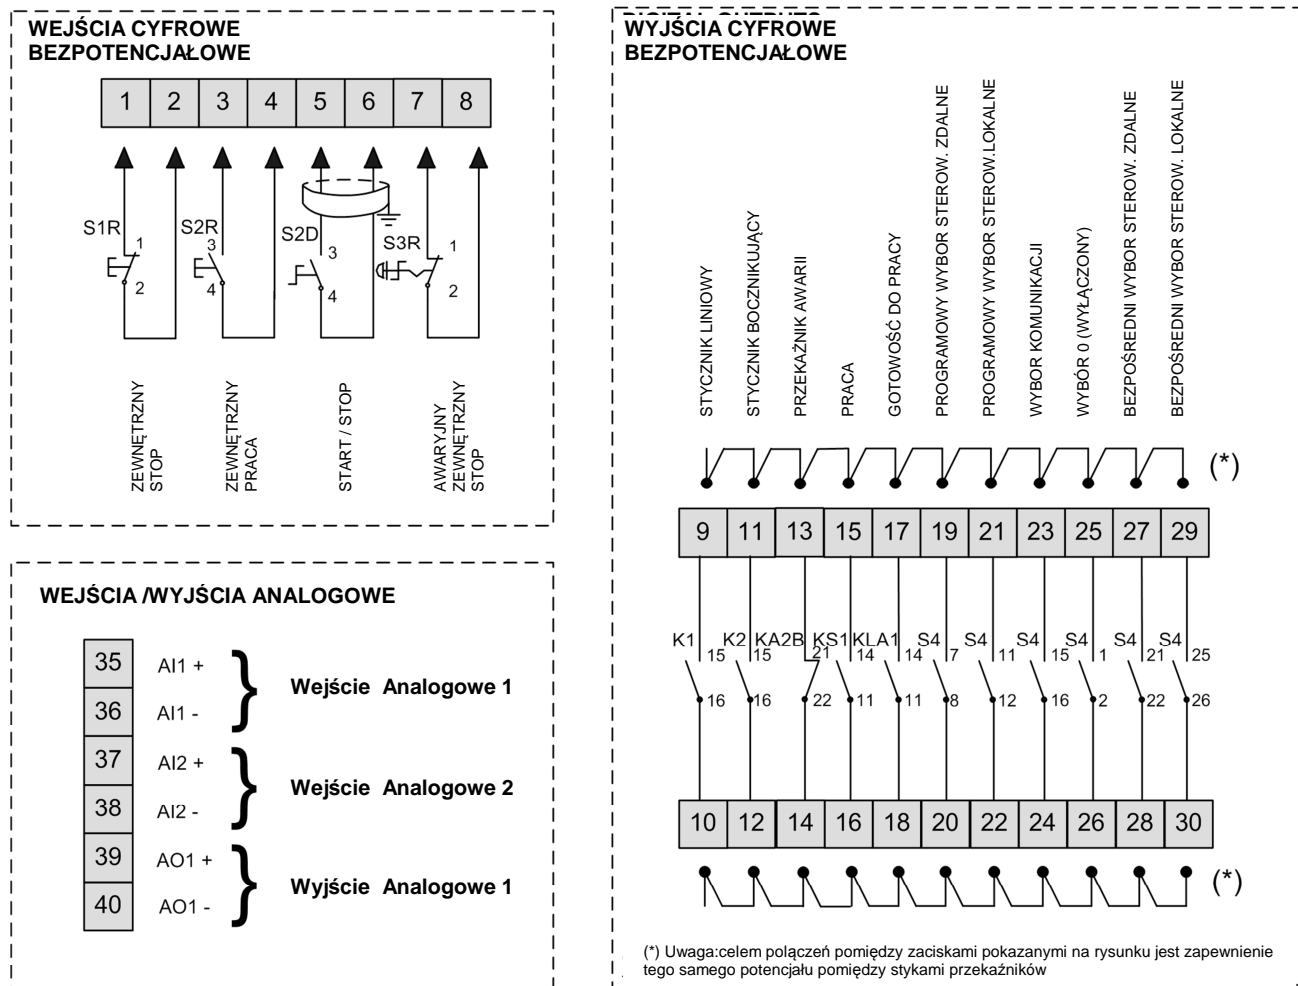 WEJŚCIA CYFROWE
BEZPOTENCJAŁOWE
1 2 3 4 5 6 7 8
S1R
1
2
S2R
3
4
S2D
3
4
S3R
1
2
ZEWNĘTRZNY
STOP
ZEWNĘTRZNY
PRACA
START / STOP
AWARYJNY
ZEWNĘTRZNY
STOP
WEJŚCIA /WYJŚCIA ANALOGOWE
35 AI1 +
36 AI1 -
Wejście Analogowe 1
37 AI2 +
38 AI2 -
Wejście Analogowe 2
39 AO1 +
40 AO1 -
Wyjście Analogowe 1
WYJŚCIA CYFROWE
BEZPOTENCJAŁOWE
STYCZNIK LINIOWY
STYCZNIK BOCZNIKUJĄCY
PRZEKAŻNIK AWARII
PRACA
GOTOWOŚĆ DO PRACY
PROGRAMOWY WYBOR STEROW. ZDALNE
PROGRAMOWY WYBOR STEROW.LOKALNE
WYBOR KOMUNIKACJI
WYBÓR 0 (WYŁĄCZONY)
BEZPOŚREDNI WYBOR STEROW. ZDALNE
BEZPOŚREDNI WYBOR STEROW. LOKALNE
(*)
9 11 13 15 17 19 21 23 25 27 29
K1 K2 KA2B KS1 KLA1 S4 S4 S4 S4 S4 S4
15 15 21 14 14 7 11 15 1 21 25
16 16 22 11 11 8 12 16 2 22 26
10 12 14 16 18 20 22 24 26 28 30
(*)
(*) Uwaga:celem polączeń pomiędzy zaciskami pokazanymi na rysunku jest zapewnienie
tego samego potencjału pomiędzy stykami przekaźników